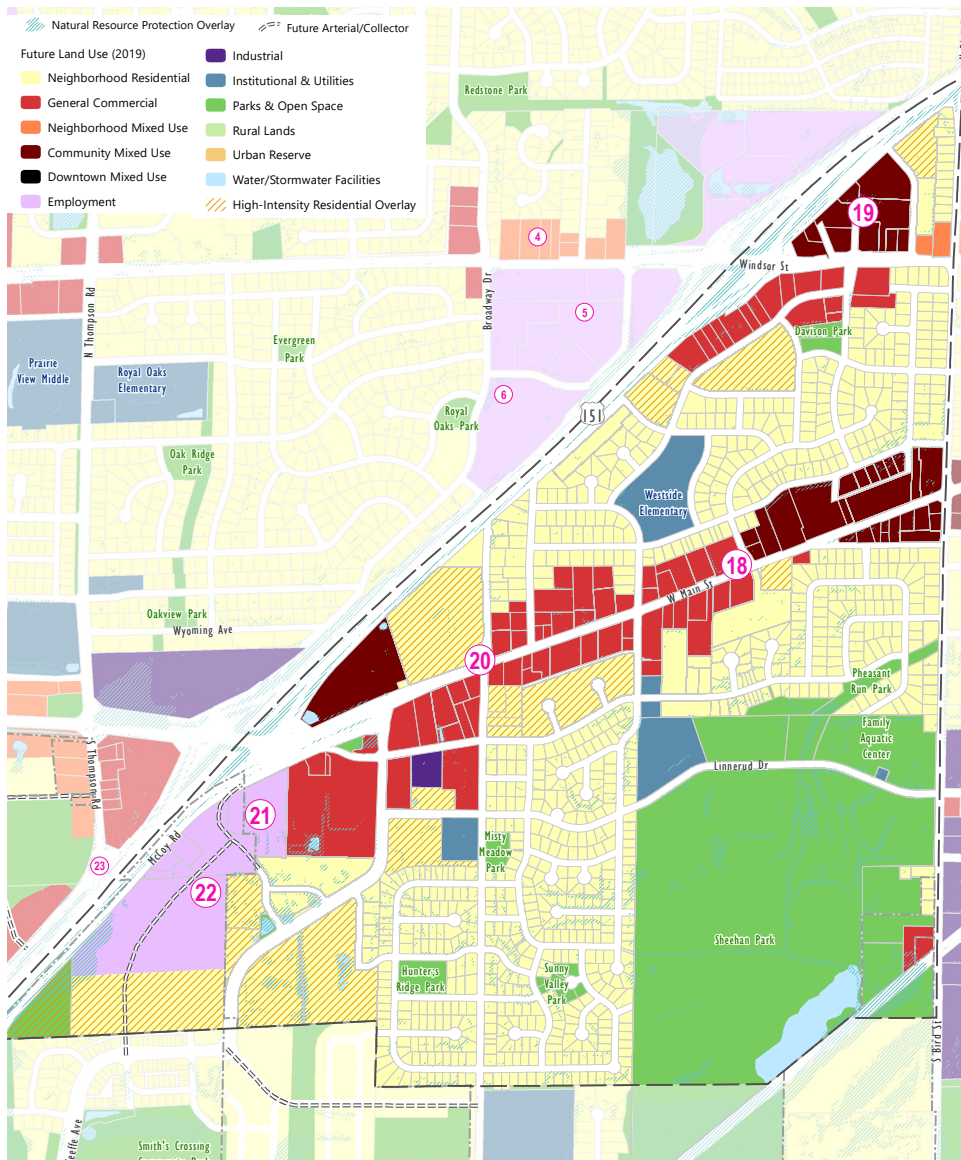 Natural Resource Protection Overlay
Future Arterial/Collector
Future Land Use (2019)
Neighborhood Residential
General Commercial
Neighborhood Mixed Use
Community Mixed Use
Downtown Mixed Use
Employment
Industrial
Institutional & Utilities
Parks & Open Space
Rural Lands
Urban Reserve
Water/Stormwater Facilities
High-Intensity Residential Overlay
Redstone Park
19
4
Windsor St
Broadway Dr
N Thompson Rd
5
Davison Park
Evergreen
Park
Prairie
View Middle
Royal Oaks
Elementary
6
Royal
Oaks Park
151
Oak Ridge
Park
Westside
Elementary
18
W Main St
Oakview Park
Wyoming Ave
20
Pheasant
Run Park
Family
Aquatic
Center
S Thompson Rd
Linnerud Dr
21
McCoy Rd
Misty
Meadow
Park
23
22
Sheehan Park
Hunter;s
Ridge Park
Sunny
Valley
Park
S Bird St
Smith's Crossing